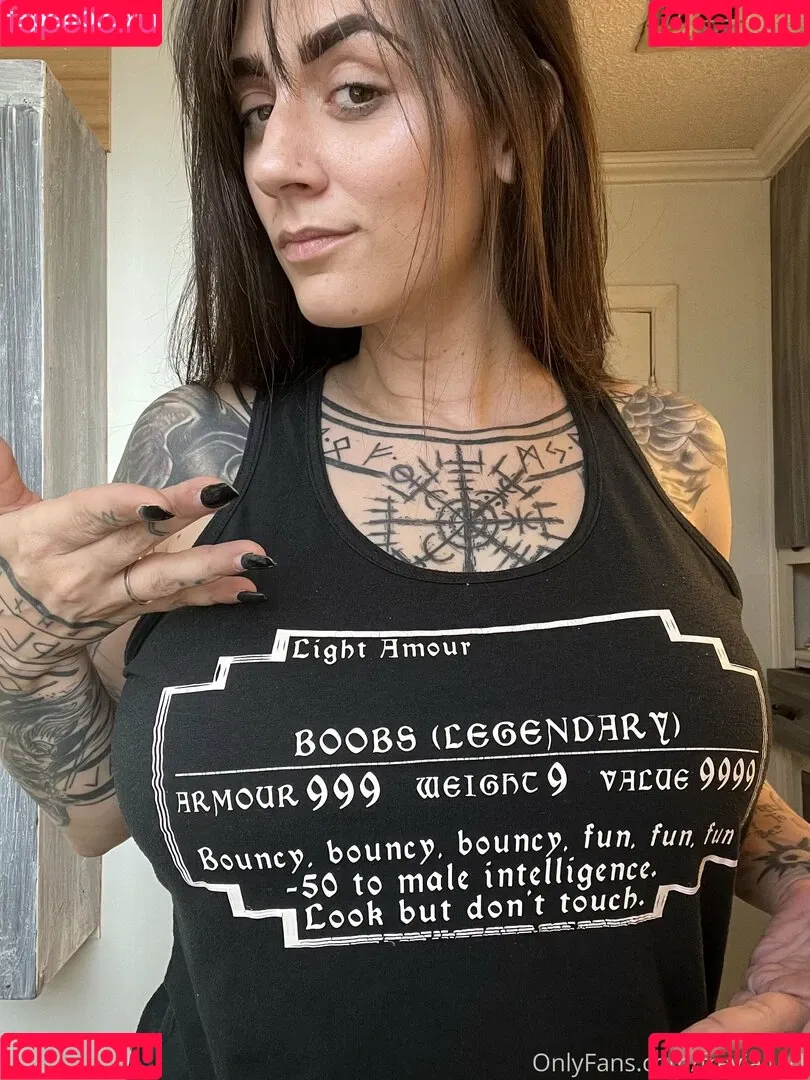 fapello.ru
fapello.ru
Light Amour
BOOBS (LEGENDARY)
ARMOUR 999 WEIGHT 9 VALUE 9999
Bouncy, bouncy, bouncy, fun, fun, fun
-50 to male intelligence.
Look but don't touch.
fapello.ru
fapello.ru